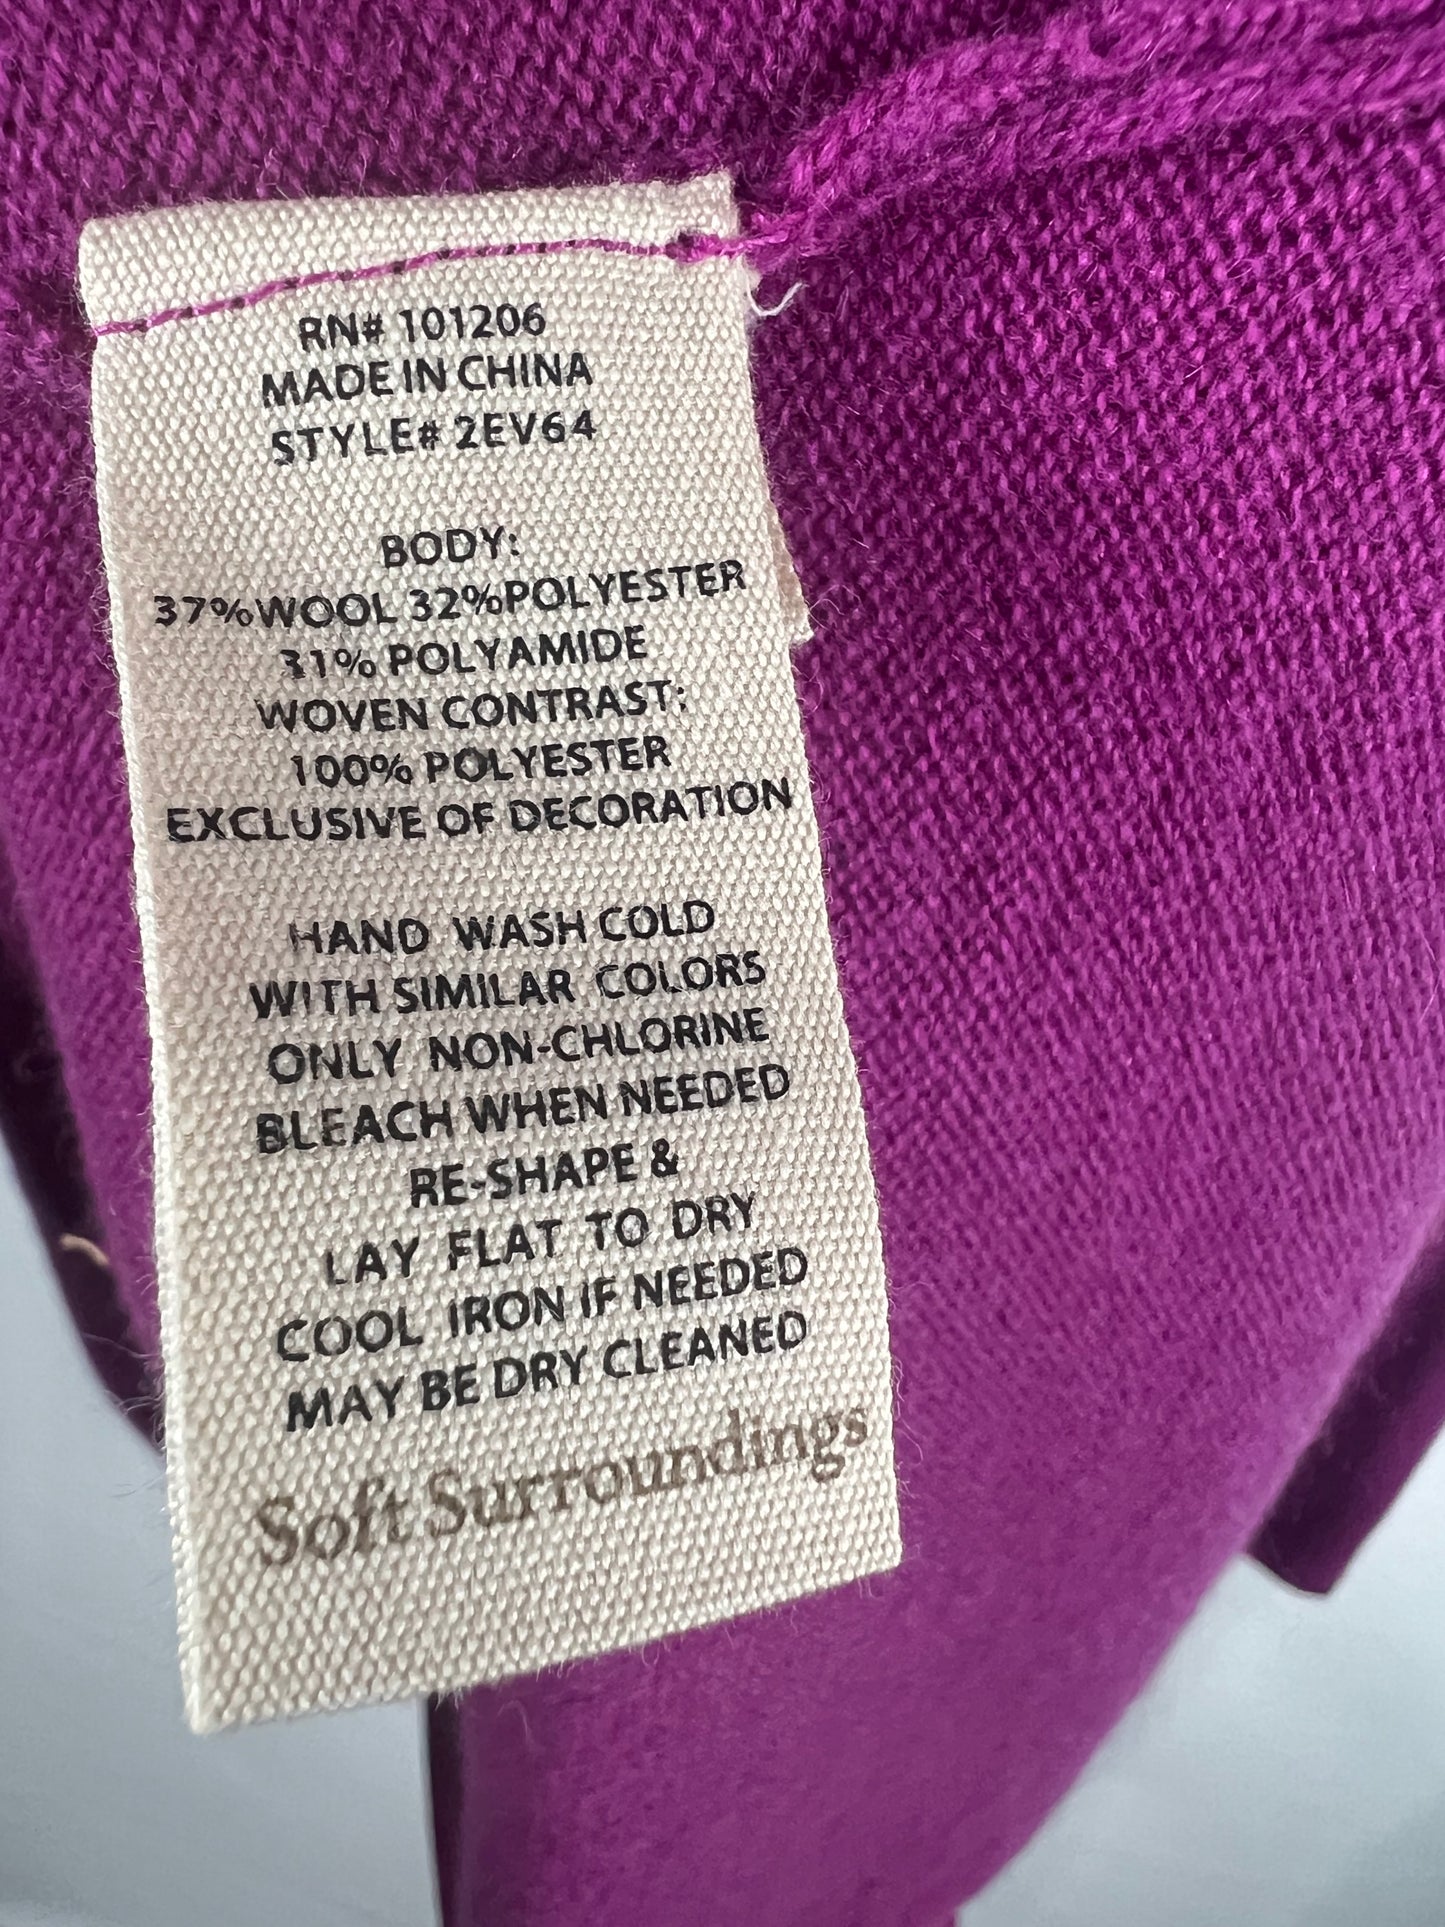 RN# 101206
MADE IN CHINA
STYLE# 2EV64
BODY:
37% WOOL 32% POLYESTER
31% POLYAMIDE
WOVEN CONTRAST:
100% POLYESTER
EXCLUSIVE OF DECORATION
HAND WASH COLD
WITH SIMILAR COLORS
ONLY NON-CHLORINE
BLEACH WHEN NEEDED
RE-SHAPE &
LAY FLAT TO DRY
COOL IRON IF NEEDED
MAY BE DRY CLEANED
Soft Surroundings